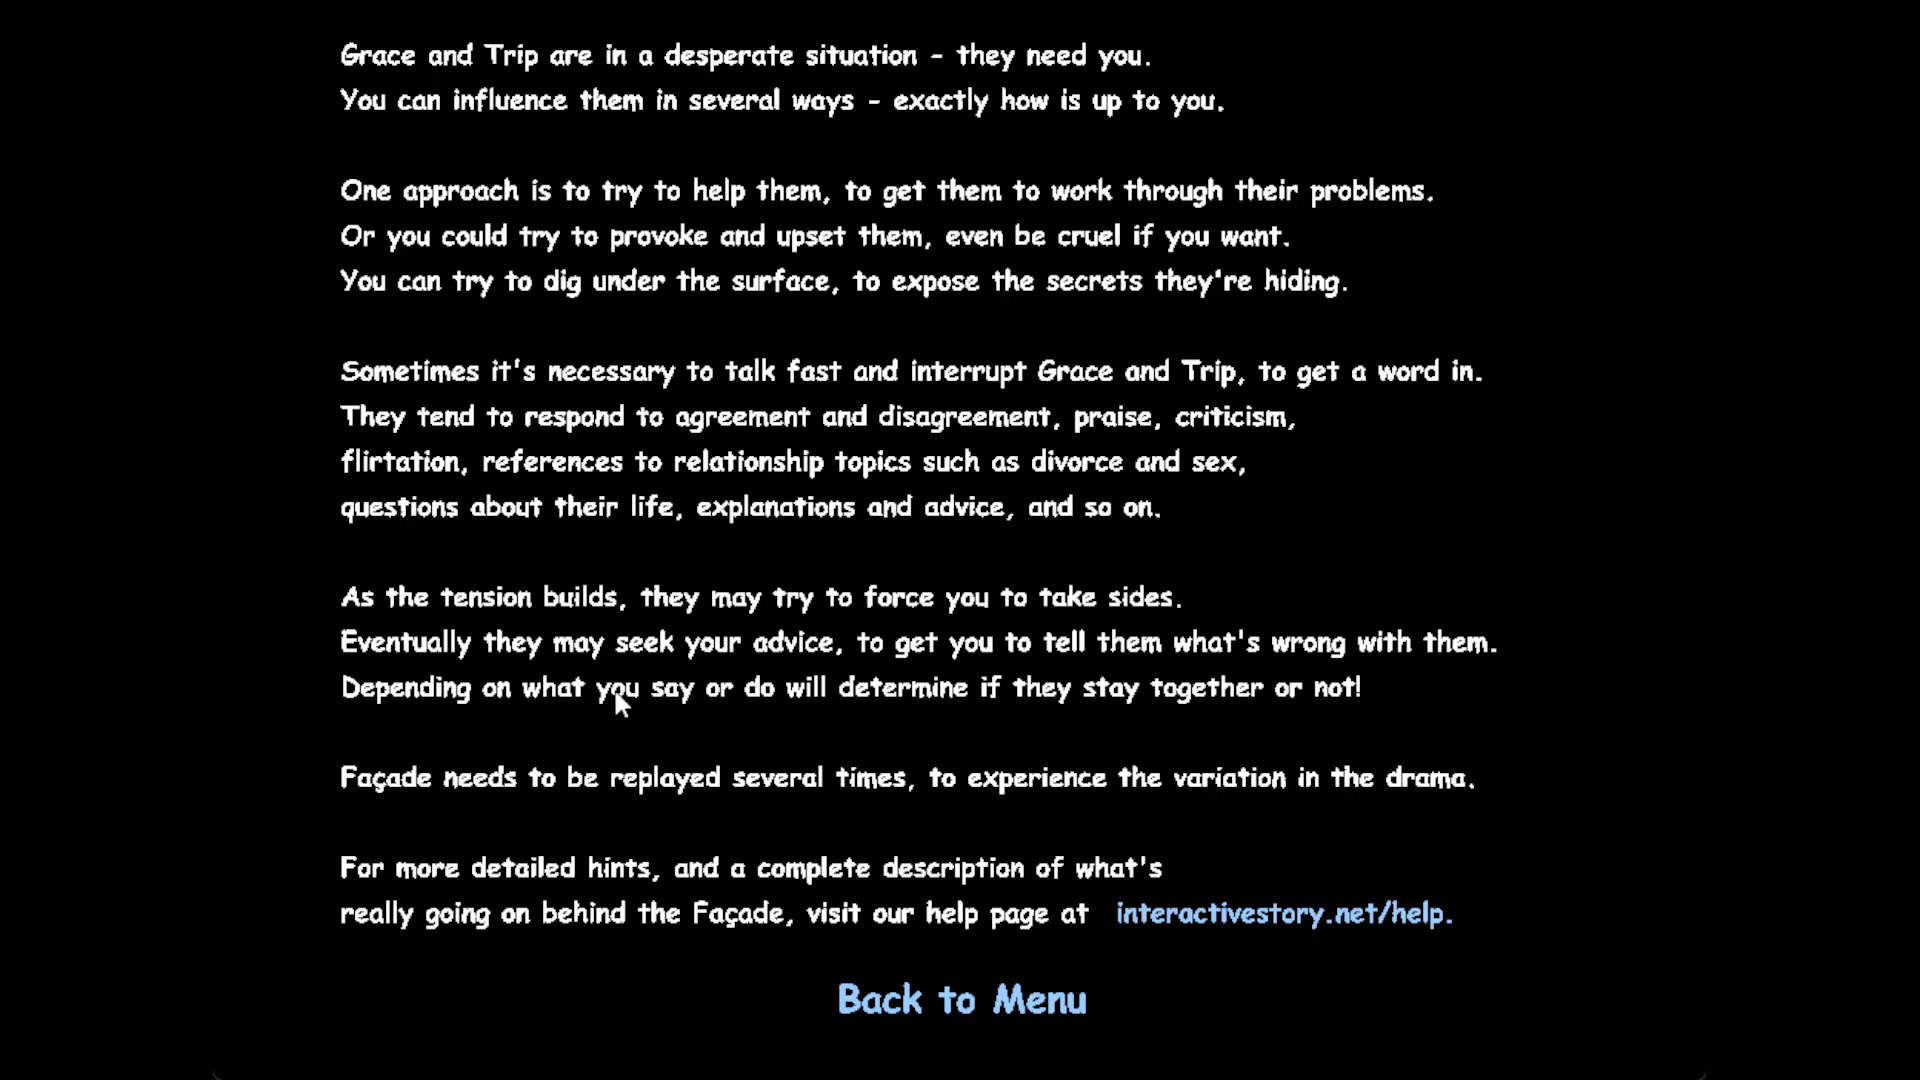 Grace and Trip are in a desperate situation - they need you.
You can influence them in several ways - exactly how is up to you.
One approach is to try to help them, to get them to work through their problems.
Or you could try to provoke and upset them, even be cruel if you want.
You can try to dig under the surface, to expose the secrets they're hiding.
Sometimes it's necessary to talk fast and interrupt Grace and Trip, to get a word in.
They tend to respond to agreement and disagreement, praise, criticism,
flirtation, references to relationship topics such as divorce and sex,
questions about their life, explanations and advice, and so on.
As the tension builds, they may try to force you to take sides.
Eventually they may seek your advice, to get you to tell them what's wrong with them.
Depending on what you say or do will determine if they stay together or not!
Façade needs to be replayed several times, to experience the variation in the drama.
For more detailed hints, and a complete description of what's
really going on behind the Façade, visit our help page at interactivestory.net/help.
Back to Menu